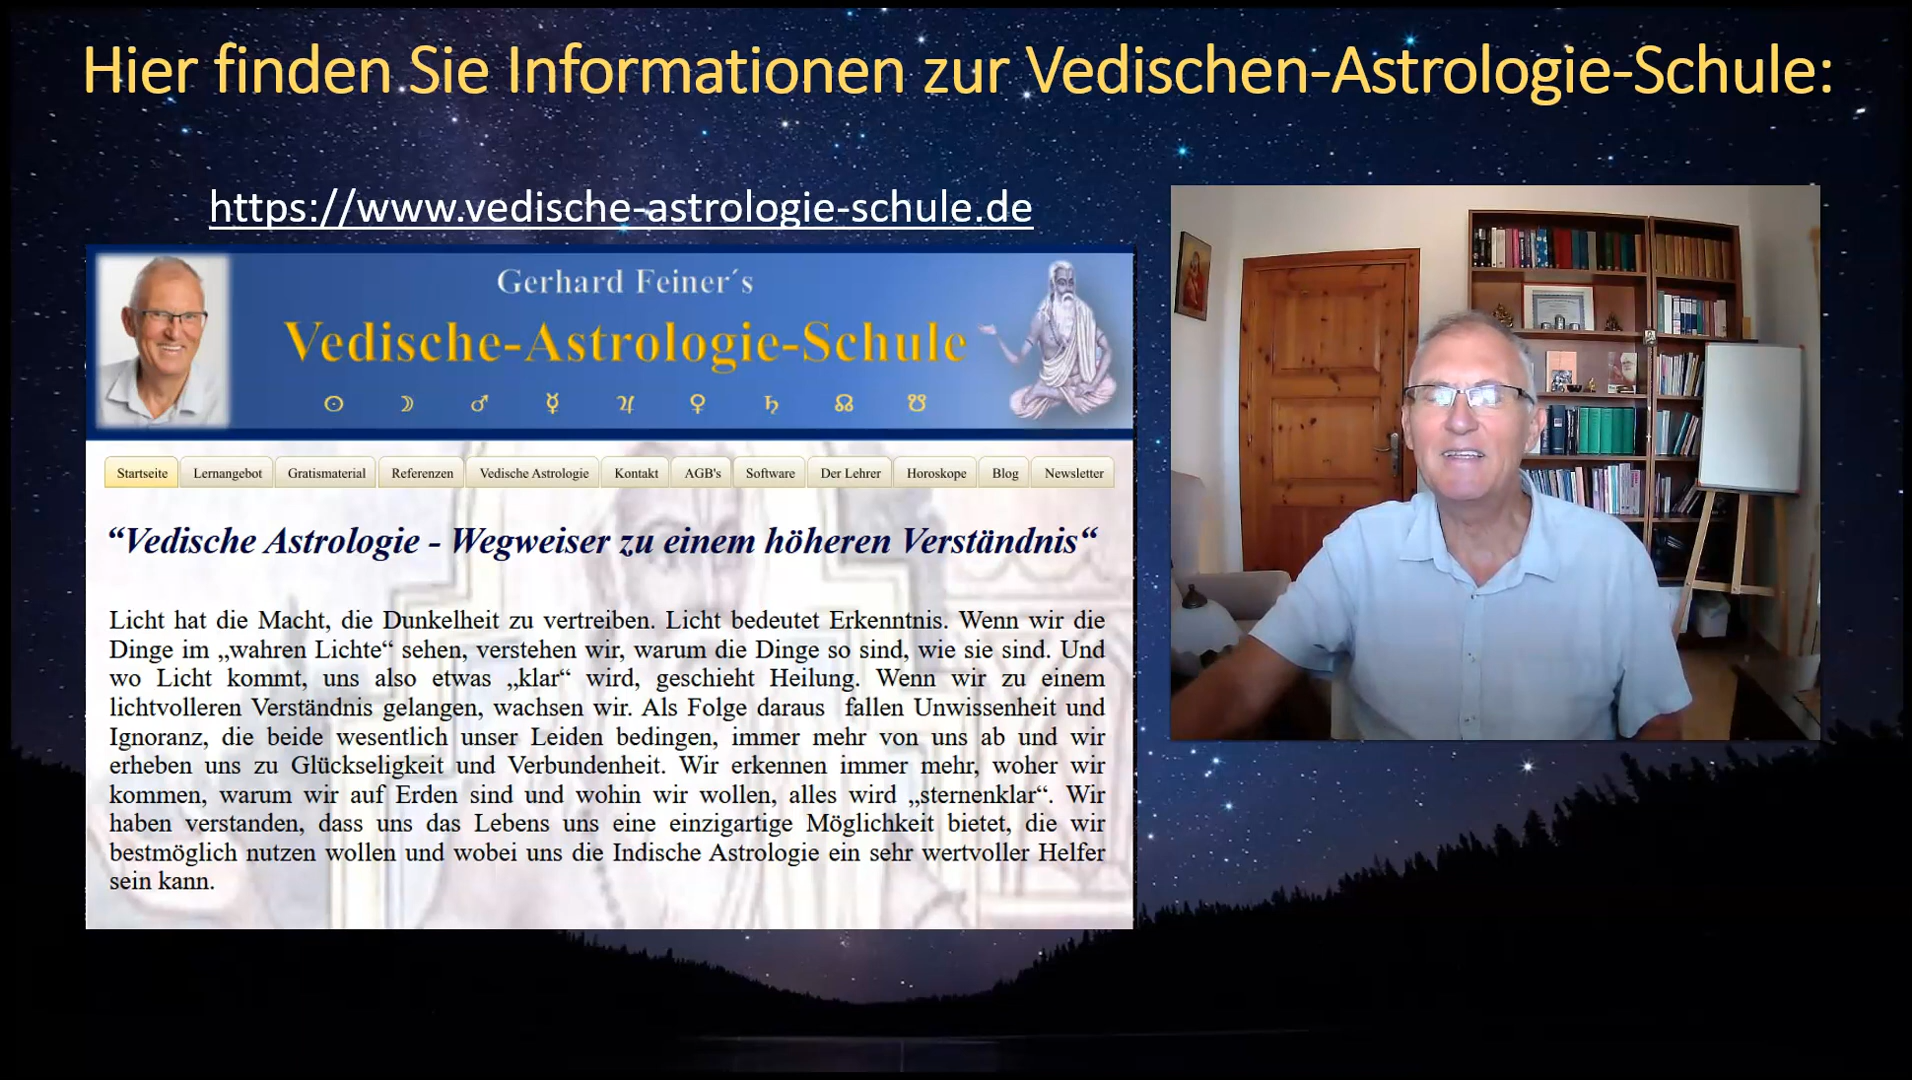 Hier finden Sie Informationen zur Vedischen-Astrologie-Schule:
https://www.vedische-astrologie-schule.de
Gerhard Feiner´s
Vedische-Astrologie-Schule
☉ ☽ ♂ ☿ ♃ ♀ ♄ ☊ ☋
Startseite Lernangebot Gratismaterial Referenzen Vedische Astrologie Kontakt AGB's Software Der Lehrer Horoskope Blog Newsletter
“Vedische Astrologie - Wegweiser zu einem höheren Verständnis“
Licht hat die Macht, die Dunkelheit zu vertreiben. Licht bedeutet Erkenntnis. Wenn wir die
Dinge im „wahren Lichte“ sehen, verstehen wir, warum die Dinge so sind, wie sie sind. Und
wo Licht kommt, uns also etwas „klar“ wird, geschieht Heilung. Wenn wir zu einem
lichtvolleren Verständnis gelangen, wachsen wir. Als Folge daraus fallen Unwissenheit und
Ignoranz, die beide wesentlich unser Leiden bedingen, immer mehr von uns ab und wir
erheben uns zu Glückseligkeit und Verbundenheit. Wir erkennen immer mehr, woher wir
kommen, warum wir auf Erden sind und wohin wir wollen, alles wird „sternenklar“. Wir
haben verstanden, dass uns das Lebens uns eine einzigartige Möglichkeit bietet, die wir
bestmöglich nutzen wollen und wobei uns die Indische Astrologie ein sehr wertvoller Helfer
sein kann.